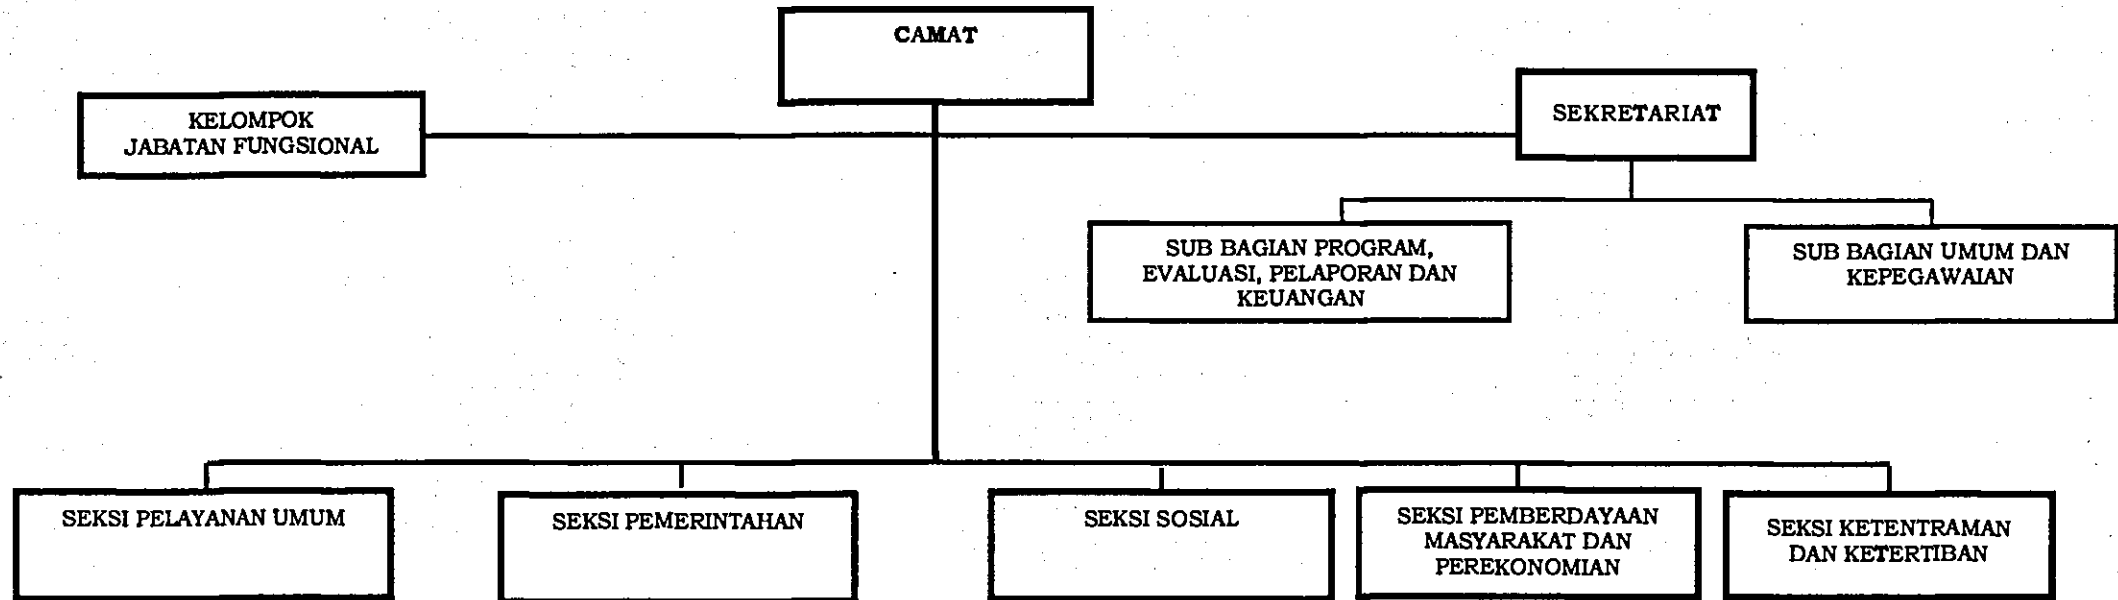 CAMAT
KELOMPOK
JABATAN FUNGSIONAL
SEKRETARIAT
SUB BAGIAN PROGRAM,
EVALUASI, PELAPORAN DAN
KEUANGAN
SUB BAGIAN UMUM DAN
KEPEGAWAIAN
SEKSI PELAYANAN UMUM
SEKSI PEMERINTAHAN
SEKSI SOSIAL
SEKSI PEMBERDAYAAN
MASYARAKAT DAN
PEREKONOMIAN
SEKSI KETENTRAMAN
DAN KETERTIBAN